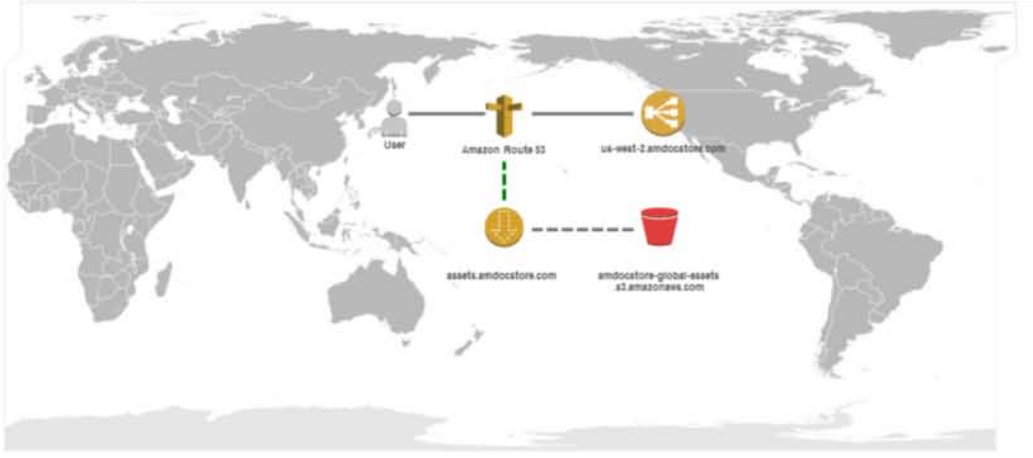 User
Amazon Route 53
us-west-2.amdocstore.com
assets.amdocstore.com
amdocstore-global-assets
.s3.amazonaws.com